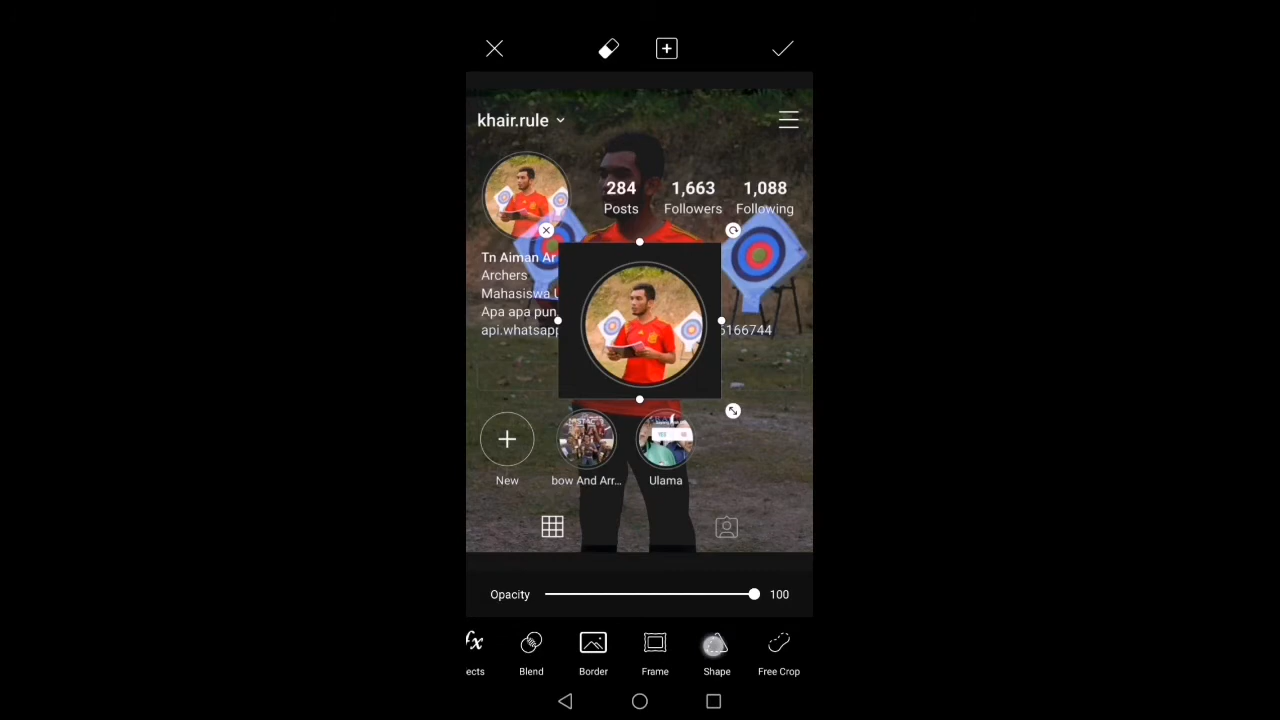 khair.rule
284 1,663 1,088
Posts Followers Following
Tn Aiman Ar
Archers
Mahasiswa
Apa apa pun
api.whatsapp 6166744
New bow And Arr... Ulama
Opacity 100
ects Blend Border Frame Shape Free Crop